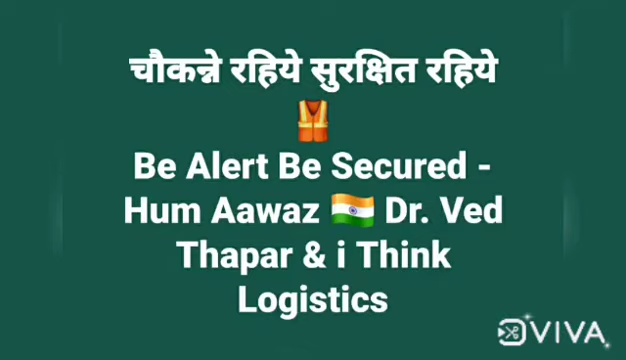 चौकन्ने रहिये सुरक्षित रहिये
🦺
Be Alert Be Secured -
Hum Aawaz 🇮🇳 Dr. Ved
Thapar & i Think
Logistics
VIVA